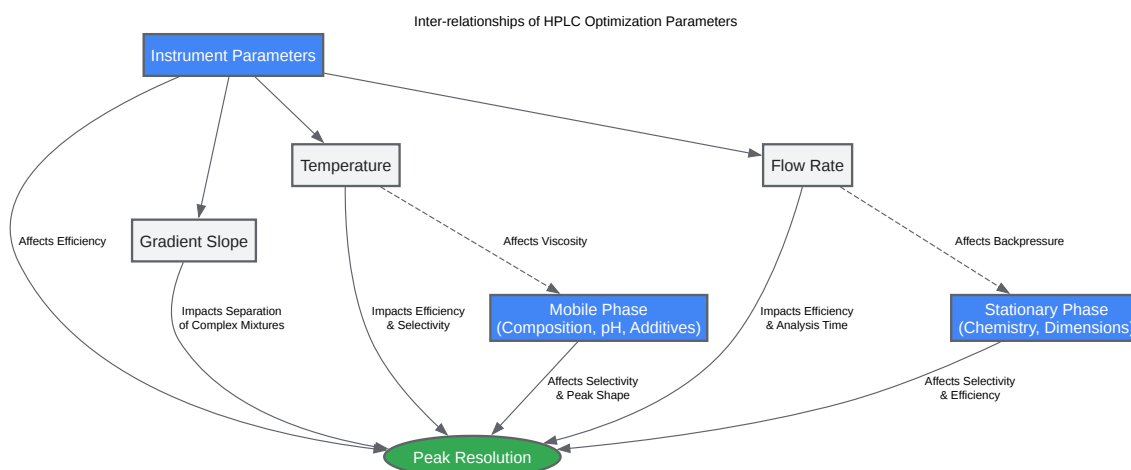 Inter-relationships of HPLC Optimization Parameters
Instrument Parameters
Temperature
Flow Rate
Affects Efficiency
Gradient Slope
Affects Viscosity
Affects Backpressure
Impacts Separation
of Complex Mixtures
Impacts Efficiency
& Selectivity
Mobile Phase
(Composition, pH, Additives)
Impacts Efficiency
& Analysis Time
Stationary Phase
(Chemistry, Dimensions)
Affects Selectivity
& Peak Shape
Affects Selectivity
& Efficiency
Peak Resolution